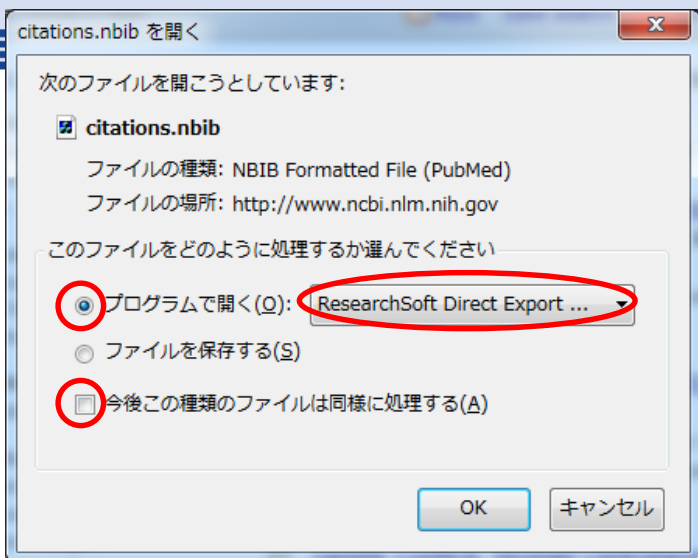 citations.nbib を開く
次のファイルを開こうとしています:
citations.nbib
ファイルの種類: NBIB Formatted File (PubMed)
ファイルの場所: http://www.ncbi.nlm.nih.gov
このファイルをどのように処理するか選んでください
プログラムで開く(O): ResearchSoft Direct Export ...
ファイルを保存する(S)
今後この種類のファイルは同様に処理する(A)
OK キャンセル